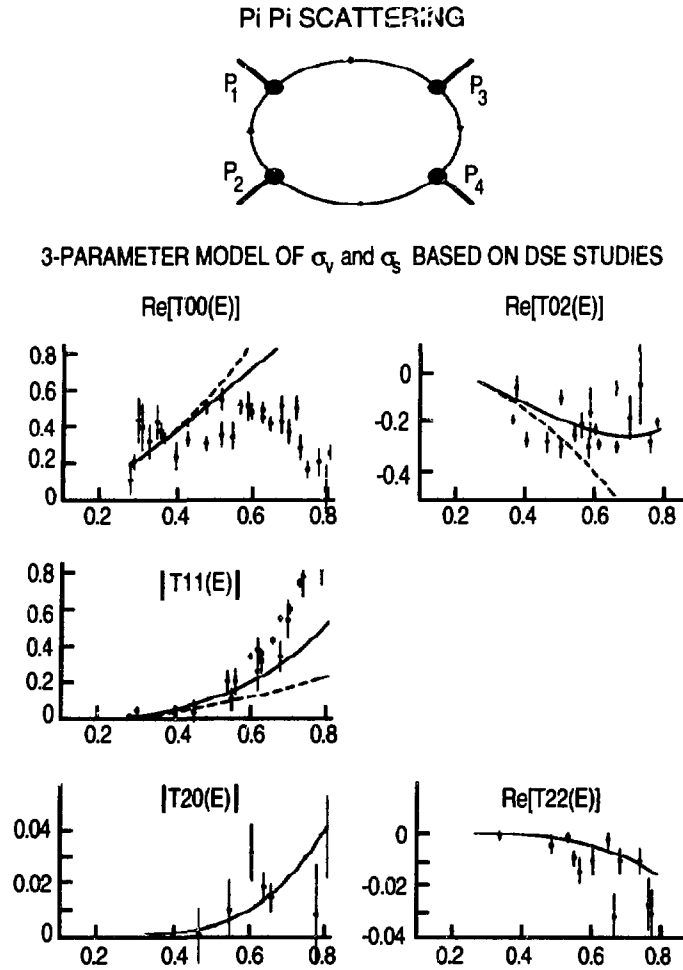 Pi Pi SCATTERING
P1 P3
P2 P4
3-PARAMETER MODEL OF σv and σs BASED ON DSE STUDIES
Re[T00(E)] Re[T02(E)]
0.8
0.6
0.4
0.2
0
0.2 0.4 0.6 0.8
0
-0.2
-0.4
0.2 0.4 0.6 0.8
|T11(E)|
0.8
0.6
0.4
0.2
0
0.2 0.4 0.6 0.8
|T20(E)| Re[T22(E)]
0.04
0.02
0
0.2 0.4 0.6 0.8
0
-0.02
-0.04
0.2 0.4 0.6 0.8